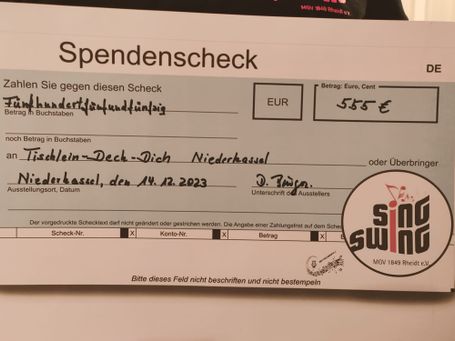 MGV 1849 Rheidt e.V.
Spendenscheck
DE
Zahlen Sie gegen diesen Scheck
Fünfhundertfünfundfünfzig
Betrag in Buchstaben
EUR
Betrag: Euro, Cent
555 €
noch Betrag in Buchstaben
an Tischlein-Deck-Dich Niederkassel oder Überbringer
Niederkassel, den 14.12.2023
Ausstellungsort, Datum
Unterschrift des Ausstellers
Der vorgedruckte Schecktext darf nicht geändert oder gestrichen werden. Die Angabe einer Zahlungsfrist auf dem
Scheck-Nr. X Konto-Nr. X Betrag X
Bitte dieses Feld nicht beschriften und nicht bestempeln
sing
swing
MGV 1849 Rheidt e.V.